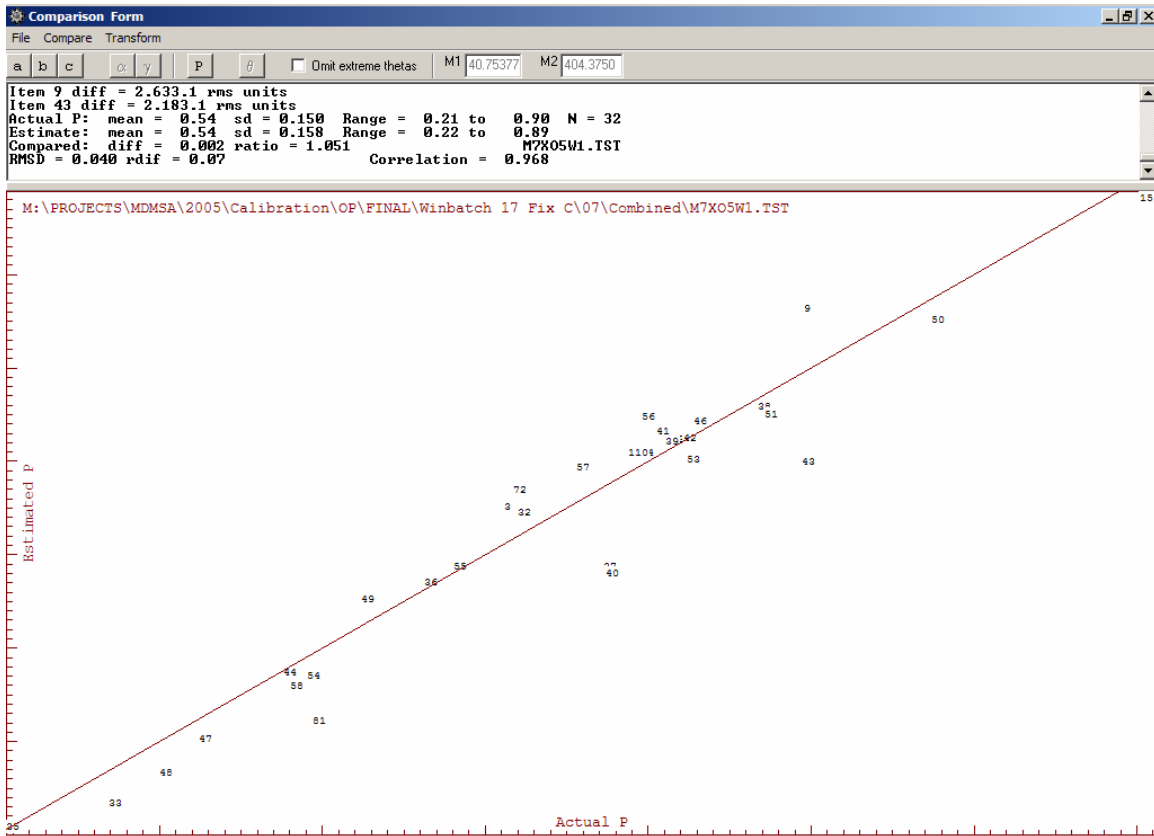 Comparison Form
File Compare Transform
a b c α γ P θ Omit extreme thetas M1 40.75377 M2 404.3750
Item 9 diff = 2.633.1 rms units
Item 43 diff = 2.183.1 rms units
Actual P: mean = 0.54 sd = 0.150 Range = 0.21 to 0.90 N = 32
Estimate: mean = 0.54 sd = 0.158 Range = 0.22 to 0.89
Compared: diff = 0.002 ratio = 1.051 M7XO5W1.TST
RMSD = 0.040 rdif = 0.07 Correlation = 0.968
15
M:\PROJECTS\MDMSA\2005\Calibration\OP\FINAL\Winbatch 17 Fix C\07\Combined\M7XO5W1.TST
9
50
38
51
56
46
41
39 42
1104
53
43
57
72
3
32
55
40
36
49
44
54
58
81
47
48
33
35
Estimated P
Actual P